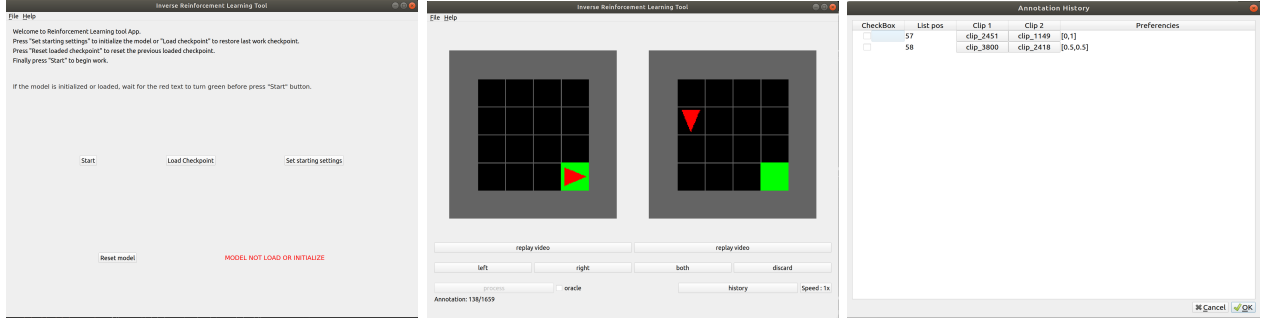 Inverse Reinforcement Learning Tool
File Help
Welcome to Reinforcement Learning tool App.
Press "Set starting settings" to initialize the model or "Load checkpoint" to restore last work checkpoint.
Press "Reset loaded checkpoint" to reset the previous loaded checkpoint.
Finally press "Start" to begin work.
If the model is initialized or loaded, wait for the red text to turn green before press "Start" button.
Start Load Checkpoint Set starting settings
Reset model MODEL NOT LOAD OR INITIALIZE
Inverse Reinforcement Learning Tool
File Help
replay video replay video
left right both discard
process oracle history Speed : 1x
Annotation: 138/1659
Annotation History
CheckBox List pos Clip 1 Clip 2 Preferencies
57 clip_2451 clip_1149 [0,1]
58 clip_3800 clip_2418 [0.5,0.5]
Cancel OK